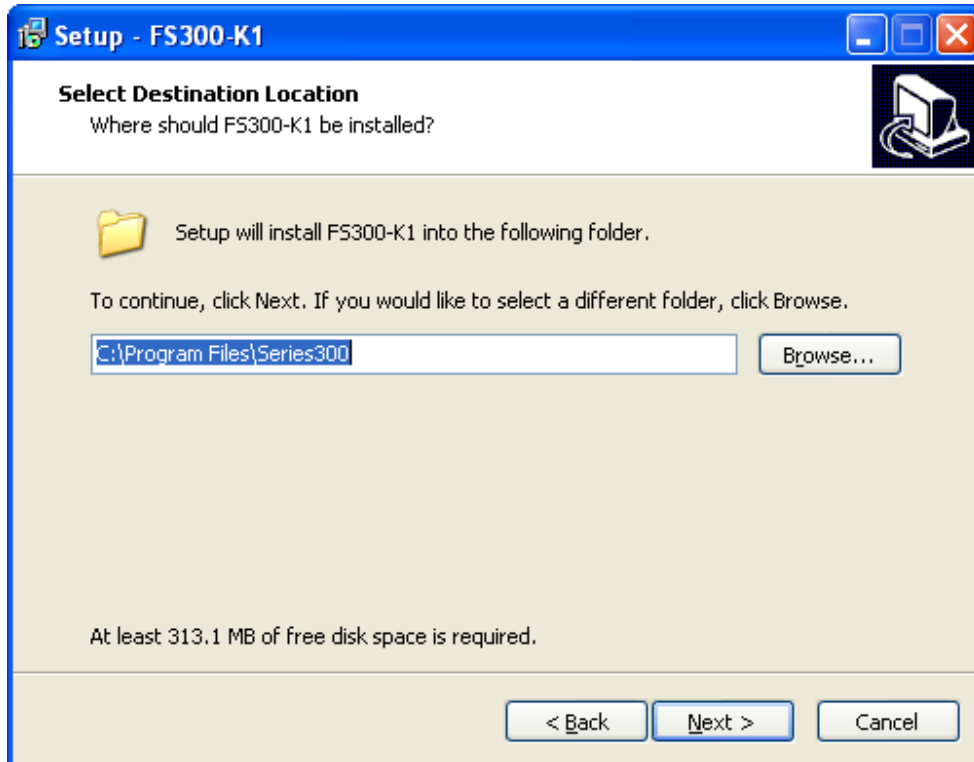 Setup - FS300-K1
Select Destination Location
Where should FS300-K1 be installed?
Setup will install FS300-K1 into the following folder.
To continue, click Next. If you would like to select a different folder, click Browse.
C:\Program Files\Series300
Browse...
At least 313.1 MB of free disk space is required.
< Back
Next >
Cancel